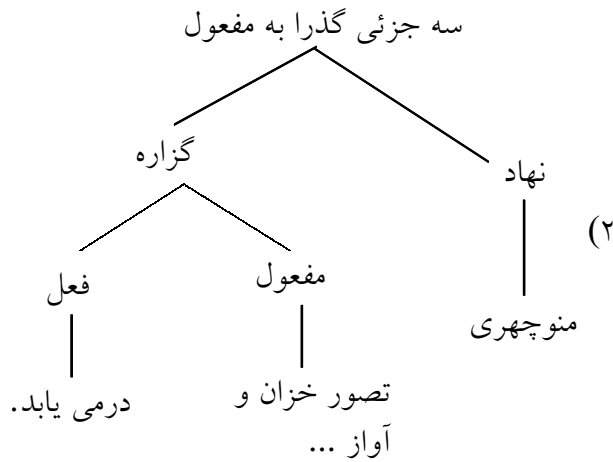 سه جزئی گذرا به مفعول
نهاد
گزاره
۲)
مفعول
فعل
منوچهری
تصور خزان و
آواز ...
درمی یابد.